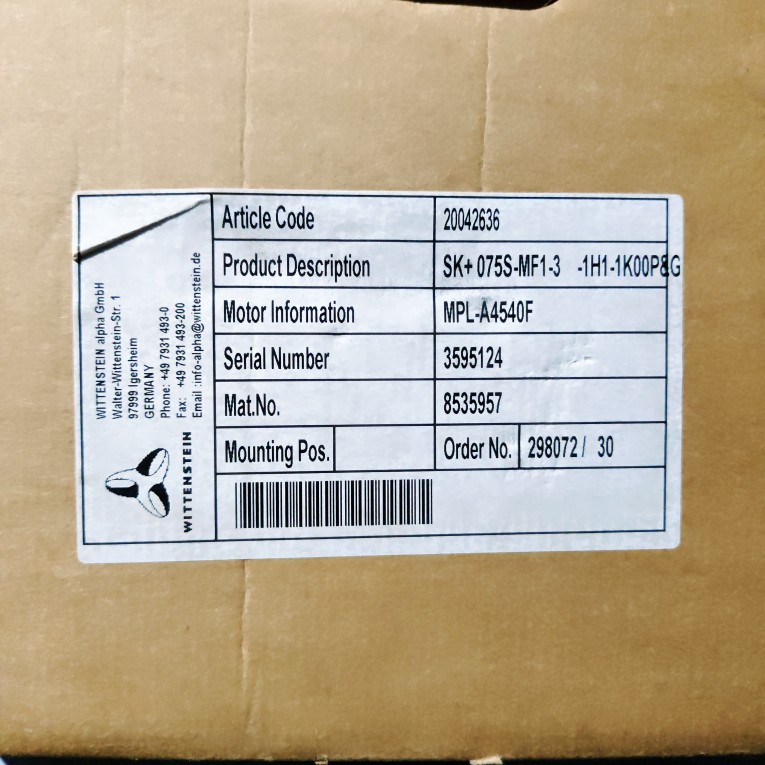 Article Code 20042636
Product Description SK+ 075S-MF1-3 -1H1-1K00P&G
Motor Information MPL-A4540F
Serial Number 3595124
Mat.No. 8535957
Mounting Pos. Order No. 298072 / 30
WITTENSTEIN alpha GmbH
Walter-Wittenstein-Str. 1
97999 Igersheim
GERMANY
Phone: +49 7931 493-0
Fax: +49 7931 493-200
Email :info-alpha@wittenstein.de
WITTENSTEIN